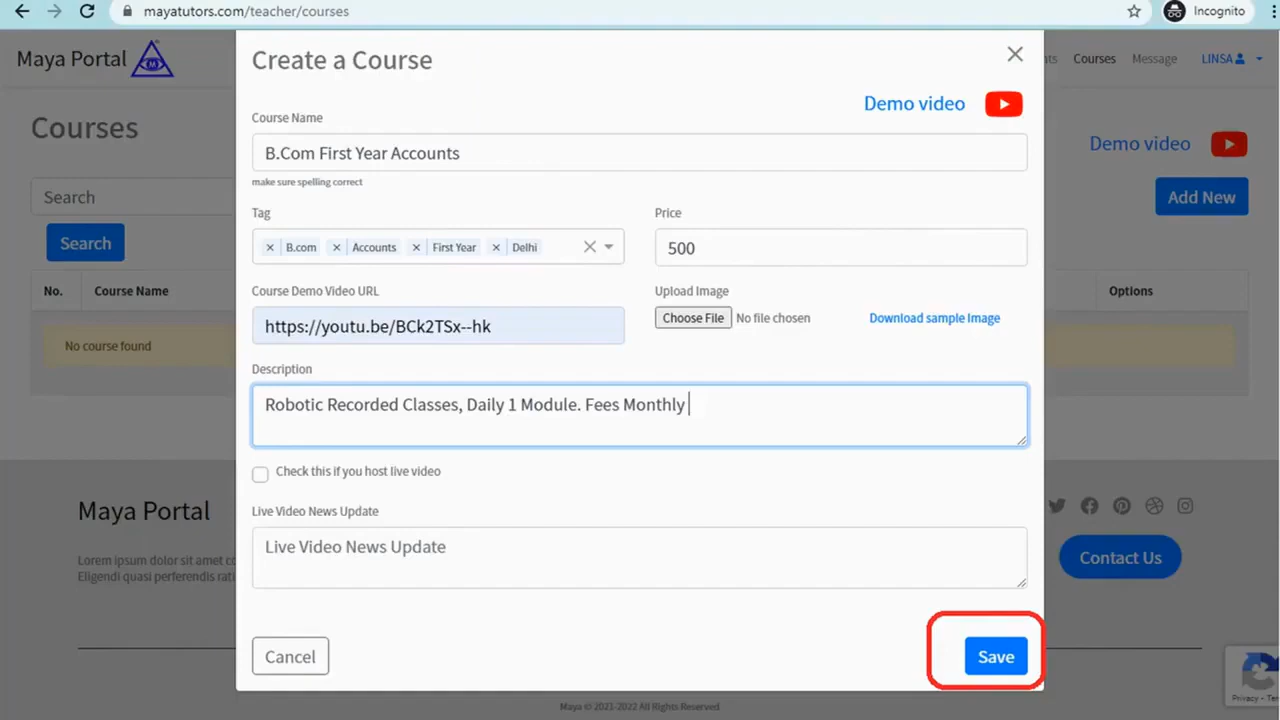 mayatutors.com/teacher/courses
Incognito
Maya Portal
M
Courses Message LINSA
Create a Course
Courses
Demo video
Demo video
Course Name
B.Com First Year Accounts
make sure spelling correct
Search
Add New
Tag
Price
× B.com × Accounts × First Year × Delhi
500
Search
No. Course Name
Options
Course Demo Video URL
Upload Image
https://youtu.be/BCk2TSx--hk
Choose File No file chosen
Download sample Image
No course found
Description
Robotic Recorded Classes, Daily 1 Module. Fees Monthly
Check this if you host live video
Maya Portal
Live Video News Update
Live Video News Update
Lorem ipsum dolor sit amet
Eligendi quasi perferendis
Contact Us
Cancel
Save
Privacy
Maya © 2021-2022 All Rights Reserved